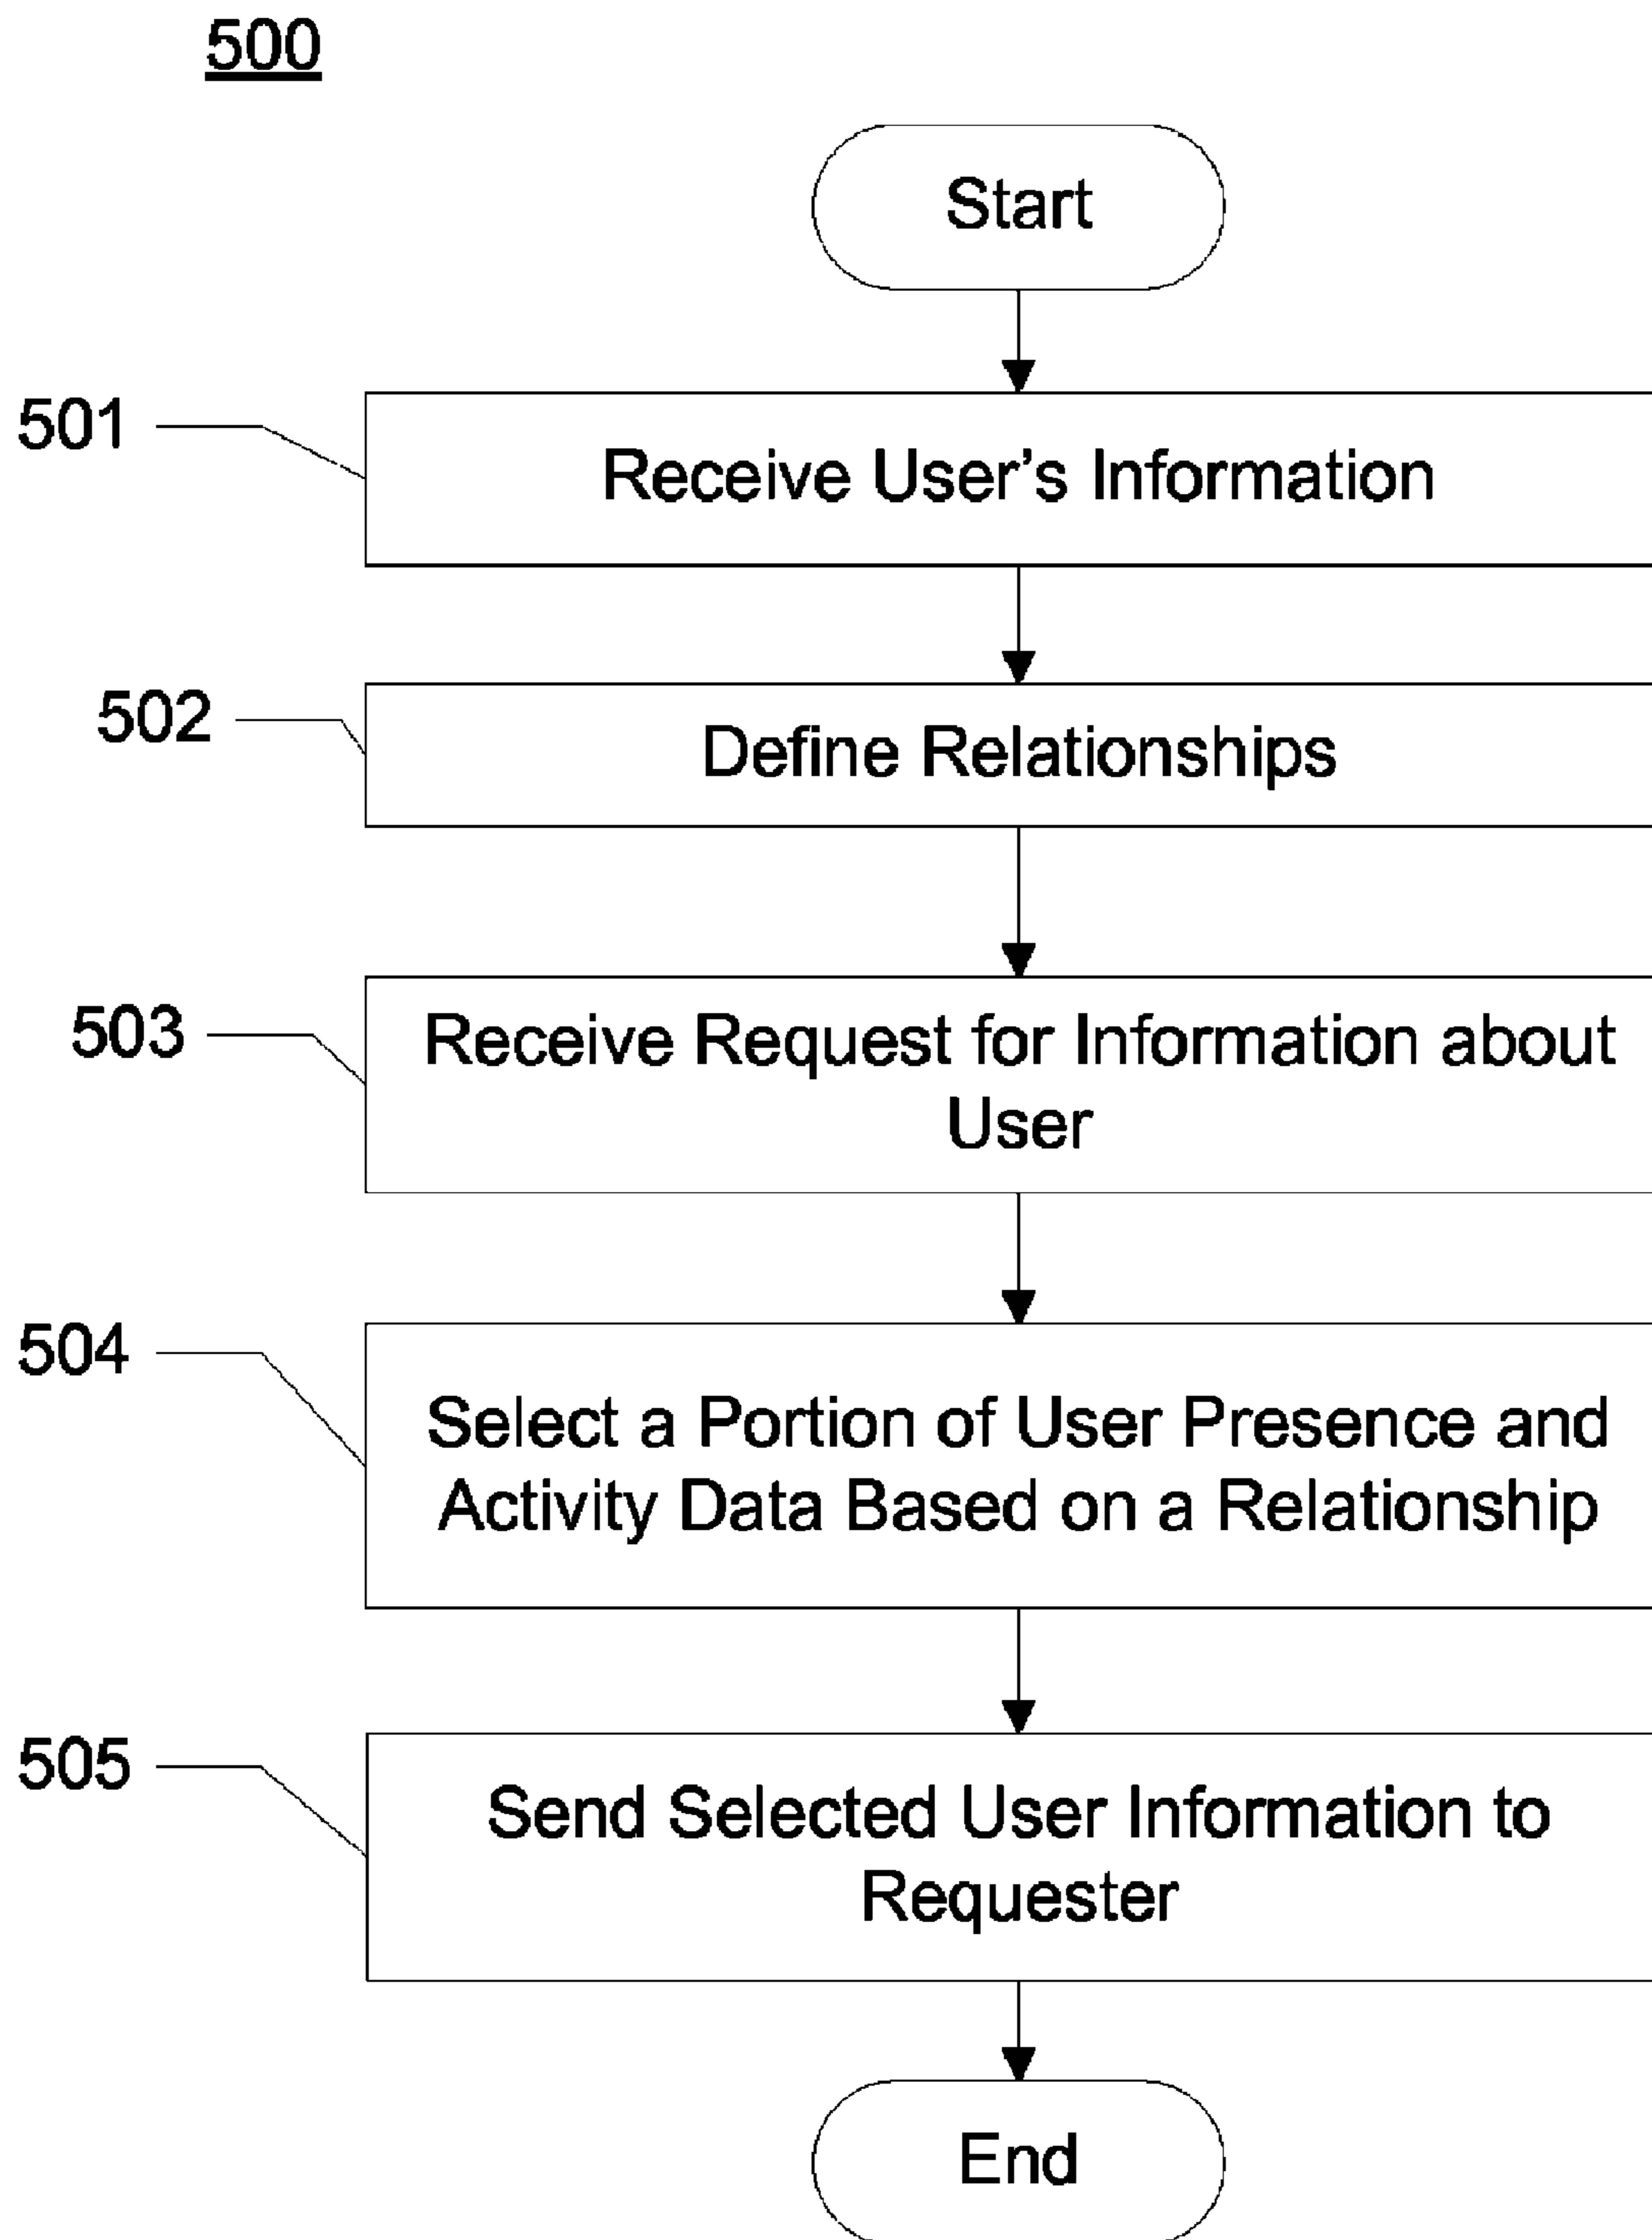 500
Start
501
Receive User's Information
502
Define Relationships
503
Receive Request for Information about
User
504
Select a Portion of User Presence and
Activity Data Based on a Relationship
505
Send Selected User Information to
Requester
End